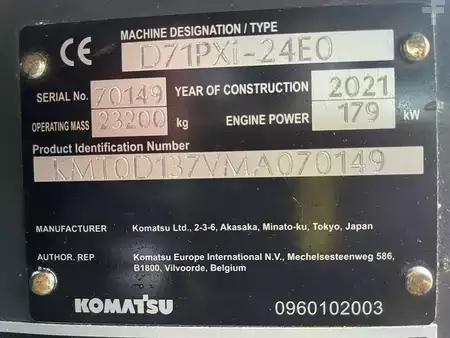 MACHINE DESIGNATION / TYPE
CE D71PXi-24E0
SERIAL No. 70149 YEAR OF CONSTRUCTION 2021
OPERATING MASS 23200 kg ENGINE POWER 179 kW
Product Identification Number
KMT0D137VMA070149
MANUFACTURER Komatsu Ltd., 2-3-6, Akasaka, Minato-ku, Tokyo, Japan
AUTHOR. REP Komatsu Europe International N.V., Mechelsesteenweg 586,
B1800, Vilvoorde, Belgium
KOMATSU 0960102003